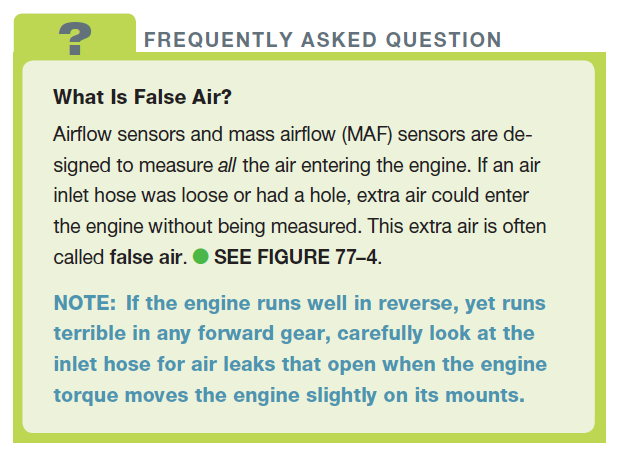 ?
FREQUENTLY ASKED QUESTION
What Is False Air?
Airflow sensors and mass airflow (MAF) sensors are de-
signed to measure all the air entering the engine. If an air
inlet hose was loose or had a hole, extra air could enter
the engine without being measured. This extra air is often
called false air. ● SEE FIGURE 77–4.
NOTE: If the engine runs well in reverse, yet runs
terrible in any forward gear, carefully look at the
inlet hose for air leaks that open when the engine
torque moves the engine slightly on its mounts.